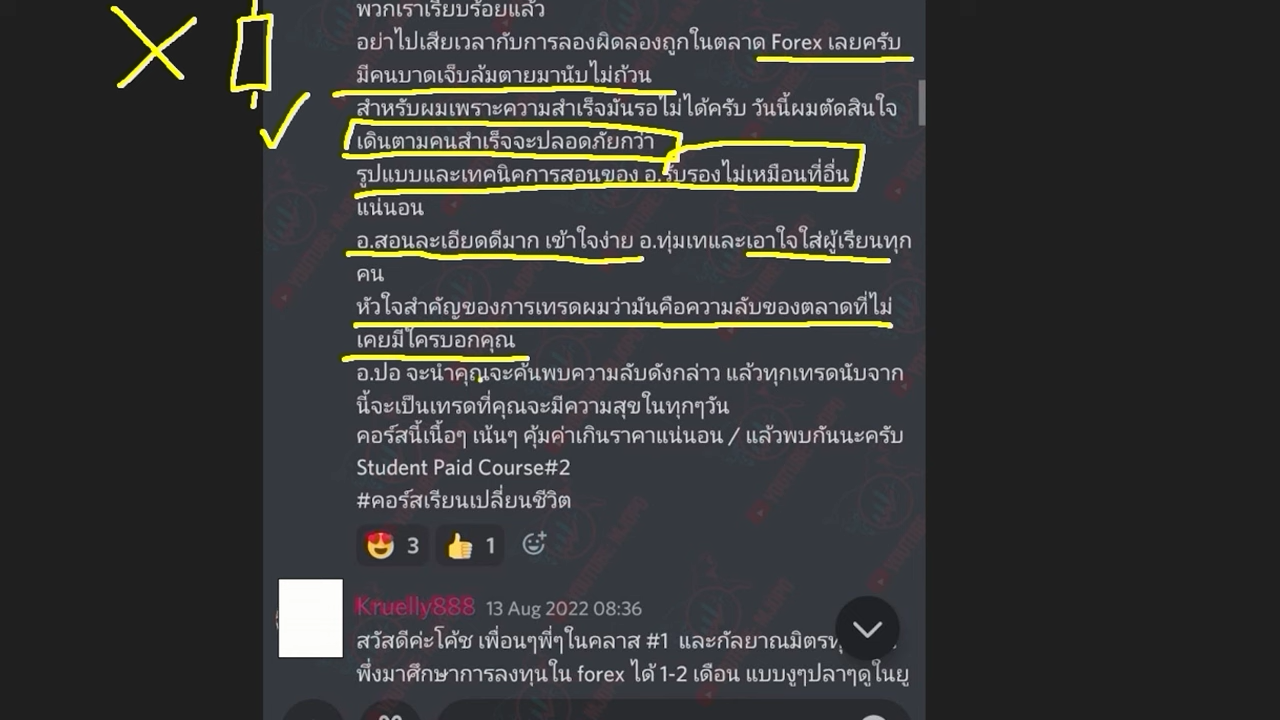 พวกเราเรียบร้อยแล้ว
อย่าไปเสียเวลากับการลองผิดลองถูกในตลาด Forex เลยครับ
มีคนบาดเจ็บล้มตายมานับไม่ถ้วน
สำหรับผมเพราะความสำเร็จมันรอไม่ได้ครับ วันนี้ผมตัดสินใจ
เดินตามคนสำเร็จจะปลอดภัยกว่า
รูปแบบและเทคนิคการสอนของ อ.รับรองไม่เหมือนที่อื่น
แน่นอน
อ.สอนละเอียดดีมาก เข้าใจง่าย อ.ทุ่มเทและเอาใจใส่ผู้เรียนทุก
คน
หัวใจสำคัญของการเทรดผมว่ามันคือความลับของตลาดที่ไม่
เคยมีใครบอกคุณ
อ.ปอ จะนำคุณจะค้นพบความลับดังกล่าว แล้วทุกเทรดนับจาก
นี้จะเป็นเทรดที่คุณจะมีความสุขในทุกๆวัน
คอร์สนี้เนื้อๆ เน้นๆ คุ้มค่าเกินราคาแน่นอน / แล้วพบกันนะครับ
Student Paid Course#2
#คอร์สเรียนเปลี่ยนชีวิต
3 1
Kruelly888 13 Aug 2022 08:36
สวัสดีค่ะโค้ช เพื่อนๆพี่ๆในคลาส #1 และกัลยาณมิตร
พึ่งมาศึกษาการลงทุนใน forex ได้ 1-2 เดือน แบบงูๆปลาๆดูในยู